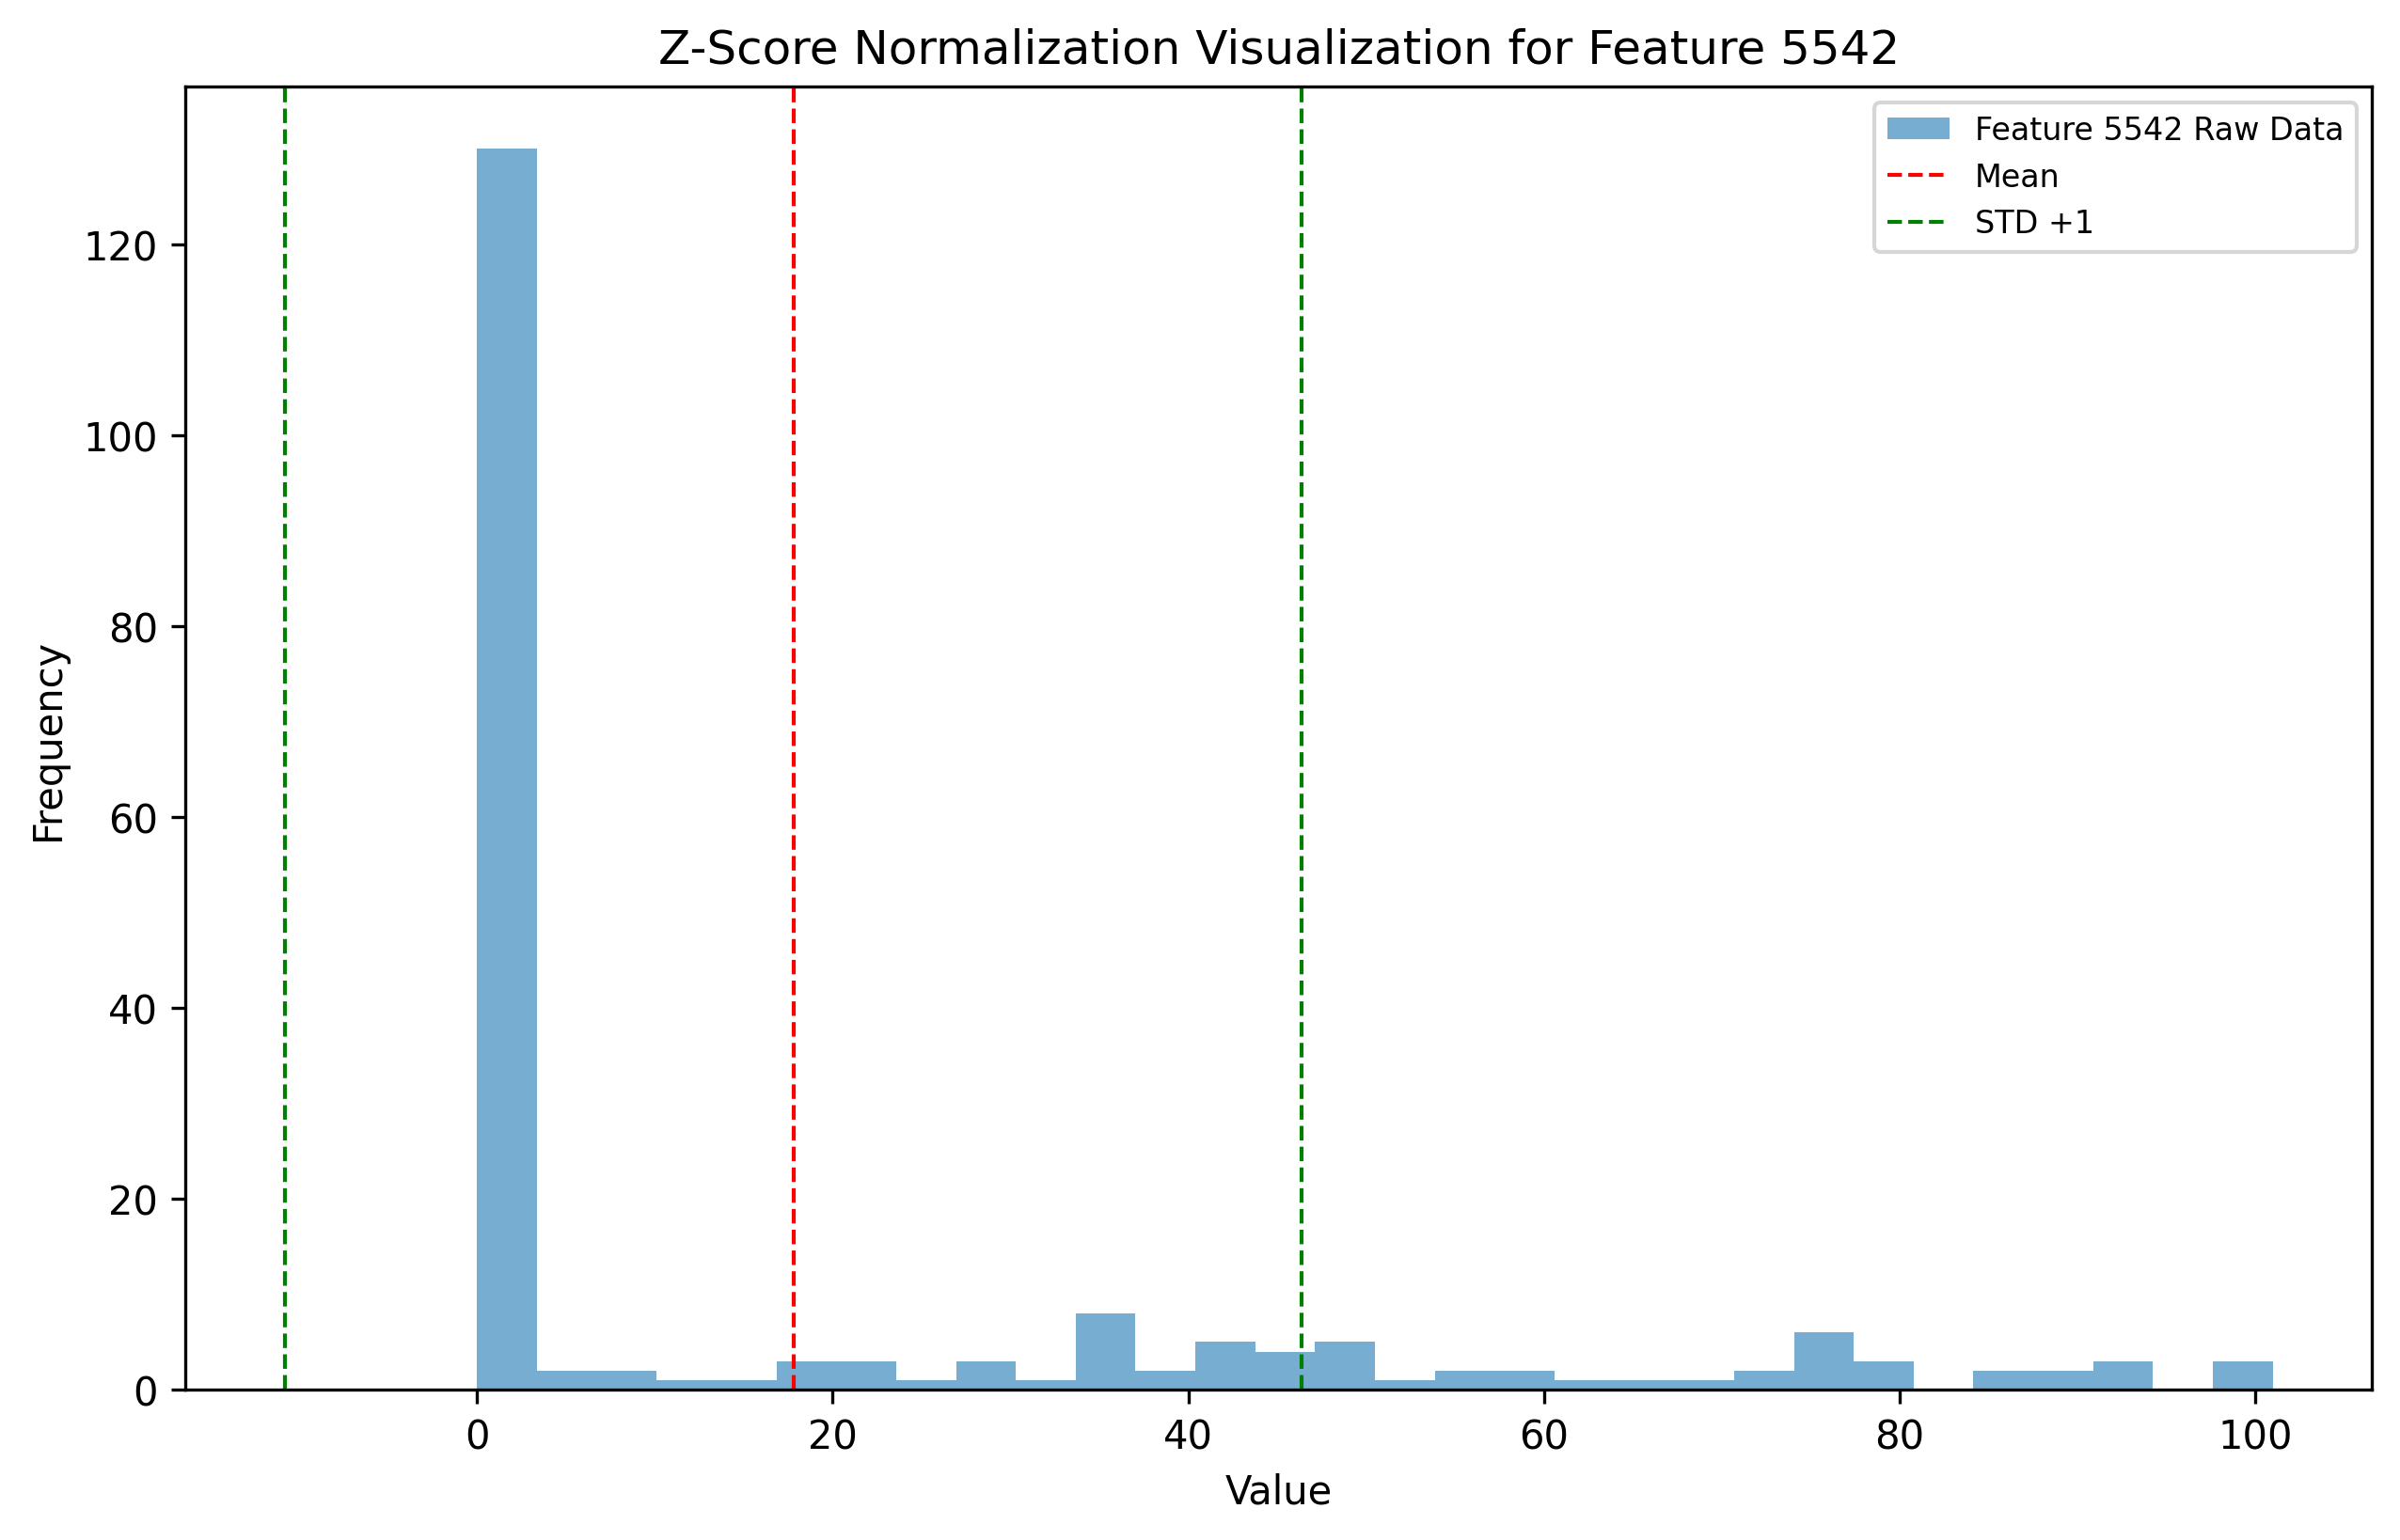 Z-Score Normalization Visualization for Feature 5542
Feature 5542 Raw Data
Mean
STD +1
120
100
80
60
40
20
0
Frequency
0 20 40 60 80 100
Value